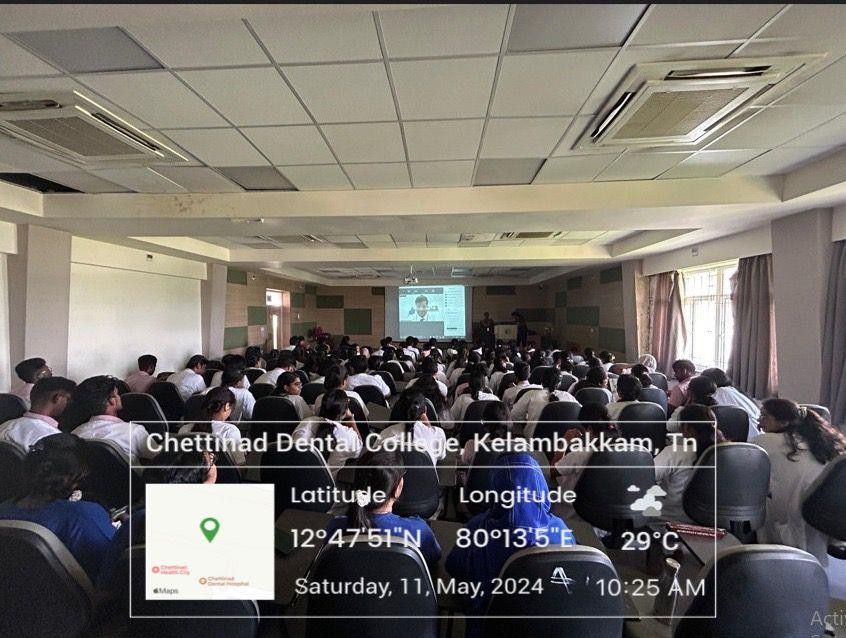 Chettinad Dental College, Kelambakkam, Tn
Latitude
Longitude
12°47'51"N
80°13'5"E
29°C
Saturday, 11, May, 2024
10:25 AM
Chettinad
Health City
Chettinad
Dental Hospital
Maps